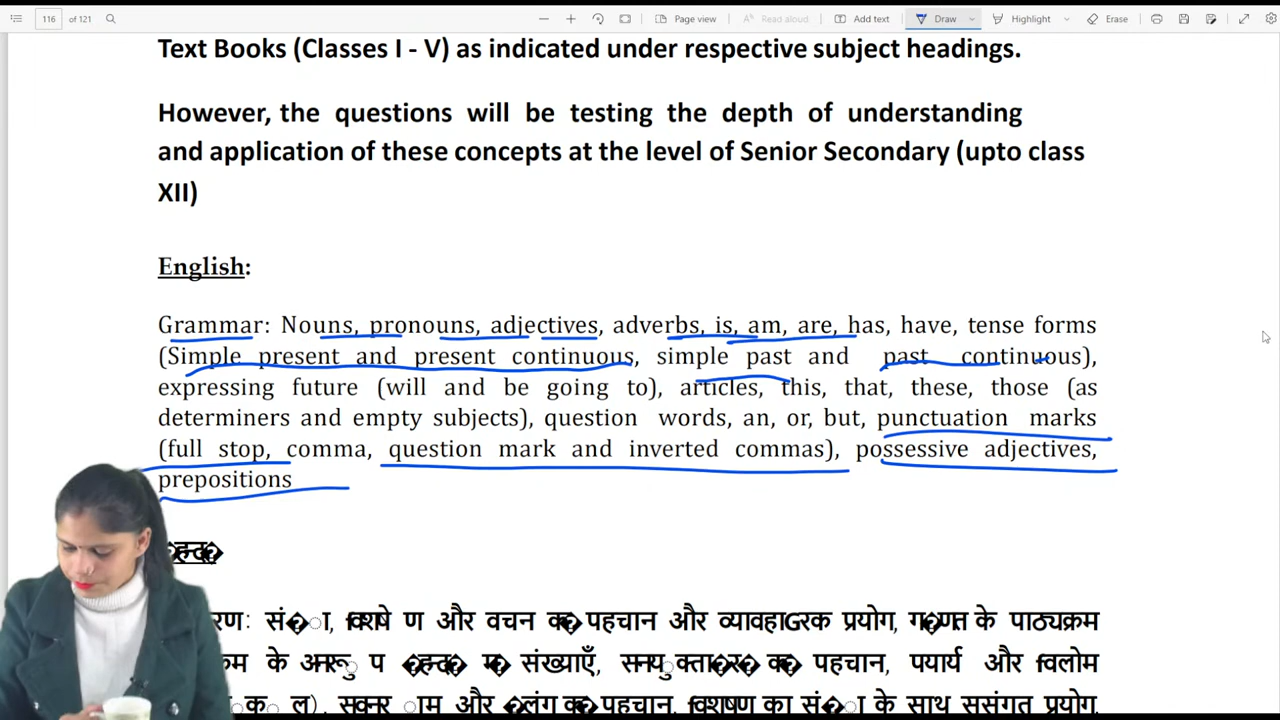 116 of 121 Page view Read aloud Add text Draw Highlight Erase
Text Books (Classes I - V) as indicated under respective subject headings.
However, the questions will be testing the depth of understanding
and application of these concepts at the level of Senior Secondary (upto class
XII)
English:
Grammar: Nouns, pronouns, adjectives, adverbs, is, am, are, has, have, tense forms
(Simple present and present continuous, simple past and past continuous),
expressing future (will and be going to), articles, this, that, these, those (as
determiners and empty subjects), question words, an, or, but, punctuation marks
(full stop, comma, question mark and inverted commas), possessive adjectives,
prepositions
और वचन पहचान और प्रयोग, के पाठ्यक्रम
के संख्याएँ, पहचान, और
और पहचान, का के साथ प्रयोग,